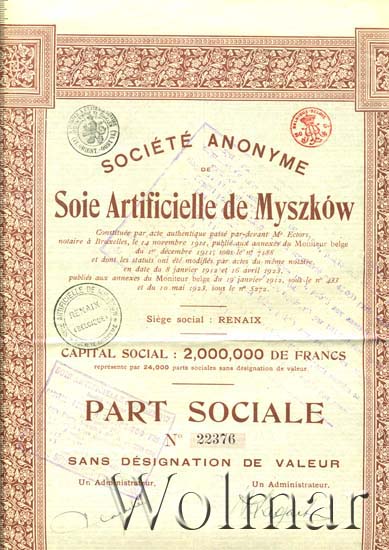 SOCIÉTÉ ANONYME
DE
Soie Artificielle de Myszków
Constituée par acte authentique passé par-devant Me Ectors,
notaire à Bruxelles, le 14 novembre 1911, publié aux annexes du Moniteur belge
du 1er décembre 1911; sous le n° 7188
et dont les statuts ont été modifiés par actes du même notaire,
en date du 8 janvier 1912 et 16 avril 1923,
publiés aux annexes du Moniteur belge du 19 janvier 1912, sous le n° 433
et du 10 mai 1923, sous le n° 5272.
Siège social : RENAIX
RENAIX
CAPITAL SOCIAL : 2,000,000 DE FRANCS
représenté par 24,000 parts sociales sans désignation de valeur.
PART SOCIALE
N° 22376
SANS DÉSIGNATION DE VALEUR
Un Administrateur,
Un Administrateur,
Wolmar